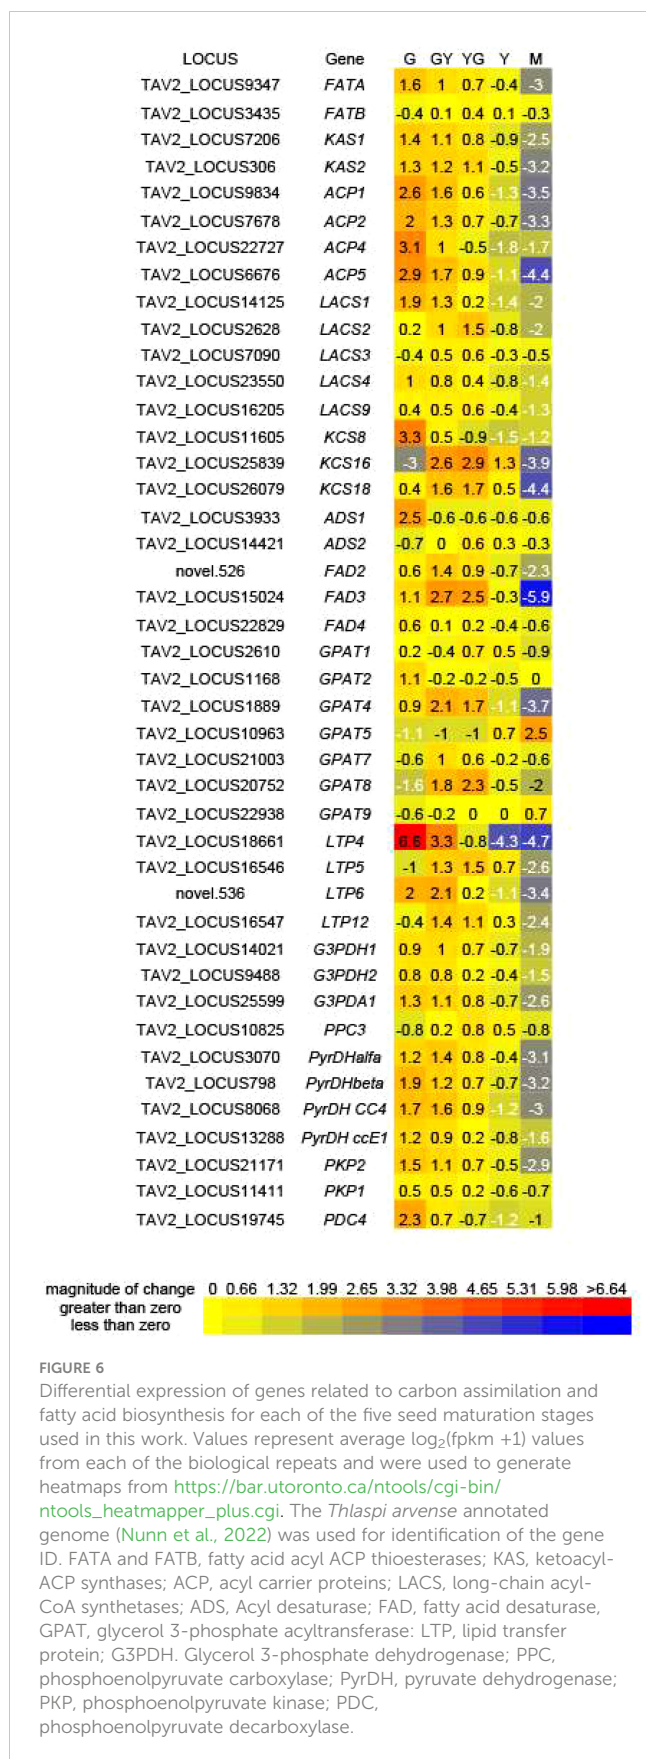 LOCUS Gene G GY YG Y M
TAV2_LOCUS9347 FATA 1.6 1 0.7 -0.4 -3
TAV2_LOCUS3435 FATB -0.4 0.1 0.4 0.1 -0.3
TAV2_LOCUS7206 KAS1 1.4 1.1 0.8 -0.9 -2.5
TAV2_LOCUS306 KAS2 1.3 1.2 1.1 -0.5 -3.2
TAV2_LOCUS9834 ACP1 2.6 1.6 0.6 -1.3 -3.5
TAV2_LOCUS7678 ACP2 2 1.3 0.7 -0.7 -3.3
TAV2_LOCUS22727 ACP4 3.1 1 -0.5 -1.8 -1.7
TAV2_LOCUS6676 ACP5 2.9 1.7 0.9 -1.1 -4.4
TAV2_LOCUS14125 LACS1 1.9 1.3 0.2 -1.4 -2
TAV2_LOCUS2628 LACS2 0.2 1 1.5 -0.8 -2
TAV2_LOCUS7090 LACS3 -0.4 0.5 0.6 -0.3 -0.5
TAV2_LOCUS23550 LACS4 1 0.8 0.4 -0.8 -1.4
TAV2_LOCUS16205 LACS9 0.4 0.5 0.6 -0.4 -1.3
TAV2_LOCUS11605 KCS8 3.3 0.5 -0.9 -1.5 -1.2
TAV2_LOCUS25839 KCS16 -3 2.6 2.9 1.3 -3.9
TAV2_LOCUS26079 KCS18 0.4 1.6 1.7 0.5 -4.4
TAV2_LOCUS3933 ADS1 2.5 -0.6 -0.6 -0.6 -0.6
TAV2_LOCUS14421 ADS2 -0.7 0 0.6 0.3 -0.3
novel.526 FAD2 0.6 1.4 0.9 -0.7 -2.3
TAV2_LOCUS15024 FAD3 1.1 2.7 2.5 -0.3 -5.9
TAV2_LOCUS22829 FAD4 0.6 0.1 0.2 -0.4 -0.6
TAV2_LOCUS2610 GPAT1 0.2 -0.4 0.7 0.5 -0.9
TAV2_LOCUS1168 GPAT2 1.1 -0.2 -0.2 -0.5 0
TAV2_LOCUS1889 GPAT4 0.9 2.1 1.7 -1.1 -3.7
TAV2_LOCUS10963 GPAT5 -1.1 -1 -1 0.7 2.5
TAV2_LOCUS21003 GPAT7 -0.6 1 0.6 -0.2 -0.6
TAV2_LOCUS20752 GPAT8 -1.6 1.8 2.3 -0.5 -2
TAV2_LOCUS22938 GPAT9 -0.6 -0.2 0 0 0.7
TAV2_LOCUS18661 LTP4 6.6 3.3 -0.8 -4.3 -4.7
TAV2_LOCUS16546 LTP5 -1 1.3 1.5 0.7 -2.6
novel.536 LTP6 2 2.1 0.2 -1.1 -3.4
TAV2_LOCUS16547 LTP12 -0.4 1.4 1.1 0.3 -2.4
TAV2_LOCUS14021 G3PDH1 0.9 1 0.7 -0.7 -1.9
TAV2_LOCUS9488 G3PDH2 0.8 0.8 0.2 -0.4 -1.5
TAV2_LOCUS25599 G3PDA1 1.3 1.1 0.8 -0.7 -2.6
TAV2_LOCUS10825 PPC3 -0.8 0.2 0.8 0.5 -0.8
TAV2_LOCUS3070 PyrDHalfa 1.2 1.4 0.8 -0.4 -3.1
TAV2_LOCUS798 PyrDHbeta 1.9 1.2 0.7 -0.7 -3.2
TAV2_LOCUS8068 PyrDH CC4 1.7 1.6 0.9 -1.2 -3
TAV2_LOCUS13288 PyrDH ccE1 1.2 0.9 0.2 -0.8 -1.6
TAV2_LOCUS21171 PKP2 1.5 1.1 0.7 -0.5 -2.9
TAV2_LOCUS11411 PKP1 0.5 0.5 0.2 -0.6 -0.7
TAV2_LOCUS19745 PDC4 2.3 0.7 -0.7 -1.2 -1
magnitude of change 0 0.66 1.32 1.99 2.65 3.32 3.98 4.65 5.31 5.98 >6.64
greater than zero
less than zero
FIGURE 6
Differential expression of genes related to carbon assimilation and
fatty acid biosynthesis for each of the five seed maturation stages
used in this work. Values represent average log₂(fpkm +1) values
from each of the biological repeats and were used to generate
heatmaps from https://bar.utoronto.ca/ntools/cgi-bin/
ntools_heatmapper_plus.cgi. The Thlaspi arvense annotated
genome (Nunn et al., 2022) was used for identification of the gene
ID. FATA and FATB, fatty acid acyl ACP thioesterases; KAS, ketoacyl-
ACP synthases; ACP, acyl carrier proteins; LACS, long-chain acyl-
CoA synthetases; ADS, Acyl desaturase; FAD, fatty acid desaturase,
GPAT, glycerol 3-phosphate acyltransferase: LTP, lipid transfer
protein; G3PDH. Glycerol 3-phosphate dehydrogenase; PPC,
phosphoenolpyruvate carboxylase; PyrDH, pyruvate dehydrogenase;
PKP, phosphoenolpyruvate kinase; PDC,
phosphoenolpyruvate decarboxylase.